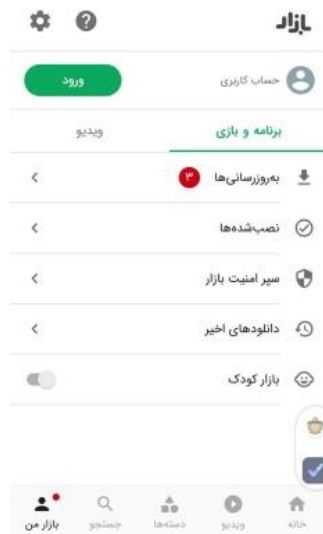 بازار
حساب کاربری
ورود
برنامه و بازی
ویدیو
به‌روزرسانی‌ها
۳
نصب‌شده‌ها
سپر امنیت بازار
دانلودهای اخیر
بازار کودک
خانه
ویدیو
دسته‌ها
جستجو
بازار من